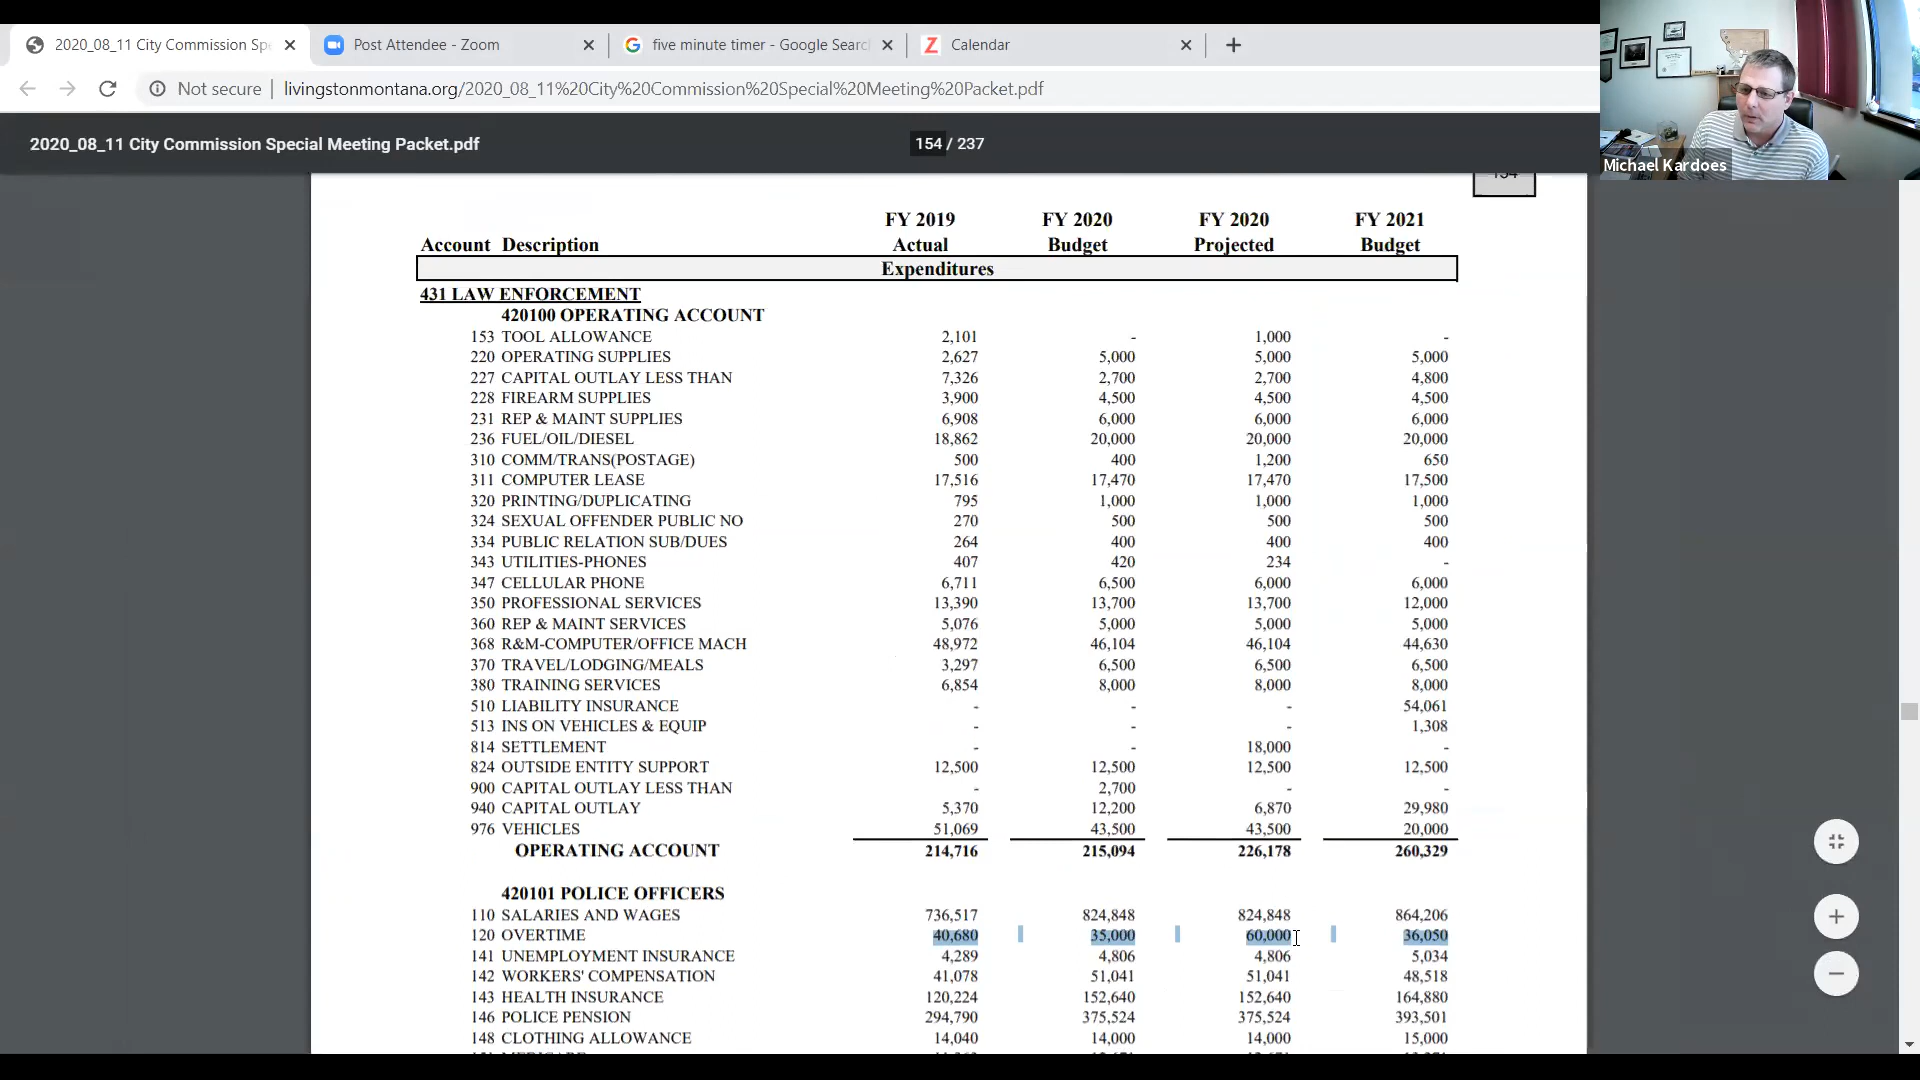 2020_08_11 City Commission Spe
Post Attendee - Zoom
five minute timer - Google Searc
Calendar
Not secure | livingstonmontana.org/2020_08_11%20City%20Commission%20Special%20Meeting%20Packet.pdf
2020_08_11 City Commission Special Meeting Packet.pdf
154 / 237
Michael Kardoes
154
FY 2019 FY 2020 FY 2020 FY 2021
Account Description Actual Budget Projected Budget
Expenditures
431 LAW ENFORCEMENT
420100 OPERATING ACCOUNT
153 TOOL ALLOWANCE 2,101 - 1,000 -
220 OPERATING SUPPLIES 2,627 5,000 5,000 5,000
227 CAPITAL OUTLAY LESS THAN 7,326 2,700 2,700 4,800
228 FIREARM SUPPLIES 3,900 4,500 4,500 4,500
231 REP & MAINT SUPPLIES 6,908 6,000 6,000 6,000
236 FUEL/OIL/DIESEL 18,862 20,000 20,000 20,000
310 COMM/TRANS(POSTAGE) 500 400 1,200 650
311 COMPUTER LEASE 17,516 17,470 17,470 17,500
320 PRINTING/DUPLICATING 795 1,000 1,000 1,000
324 SEXUAL OFFENDER PUBLIC NO 270 500 500 500
334 PUBLIC RELATION SUB/DUES 264 400 400 400
343 UTILITIES-PHONES 407 420 234 -
347 CELLULAR PHONE 6,711 6,500 6,000 6,000
350 PROFESSIONAL SERVICES 13,390 13,700 13,700 12,000
360 REP & MAINT SERVICES 5,076 5,000 5,000 5,000
368 R&M-COMPUTER/OFFICE MACH 48,972 46,104 46,104 44,630
370 TRAVEL/LODGING/MEALS 3,297 6,500 6,500 6,500
380 TRAINING SERVICES 6,854 8,000 8,000 8,000
510 LIABILITY INSURANCE - - - 54,061
513 INS ON VEHICLES & EQUIP - - - 1,308
814 SETTLEMENT - - 18,000 -
824 OUTSIDE ENTITY SUPPORT 12,500 12,500 12,500 12,500
900 CAPITAL OUTLAY LESS THAN - 2,700 - -
940 CAPITAL OUTLAY 5,370 12,200 6,870 29,980
976 VEHICLES 51,069 43,500 43,500 20,000
OPERATING ACCOUNT 214,716 215,094 226,178 260,329
420101 POLICE OFFICERS
110 SALARIES AND WAGES 736,517 824,848 824,848 864,206
120 OVERTIME 40,680 35,000 60,000 36,050
141 UNEMPLOYMENT INSURANCE 4,289 4,806 4,806 5,034
142 WORKERS' COMPENSATION 41,078 51,041 51,041 48,518
143 HEALTH INSURANCE 120,224 152,640 152,640 164,880
146 POLICE PENSION 294,790 375,524 375,524 393,501
148 CLOTHING ALLOWANCE 14,040 14,000 14,000 15,000